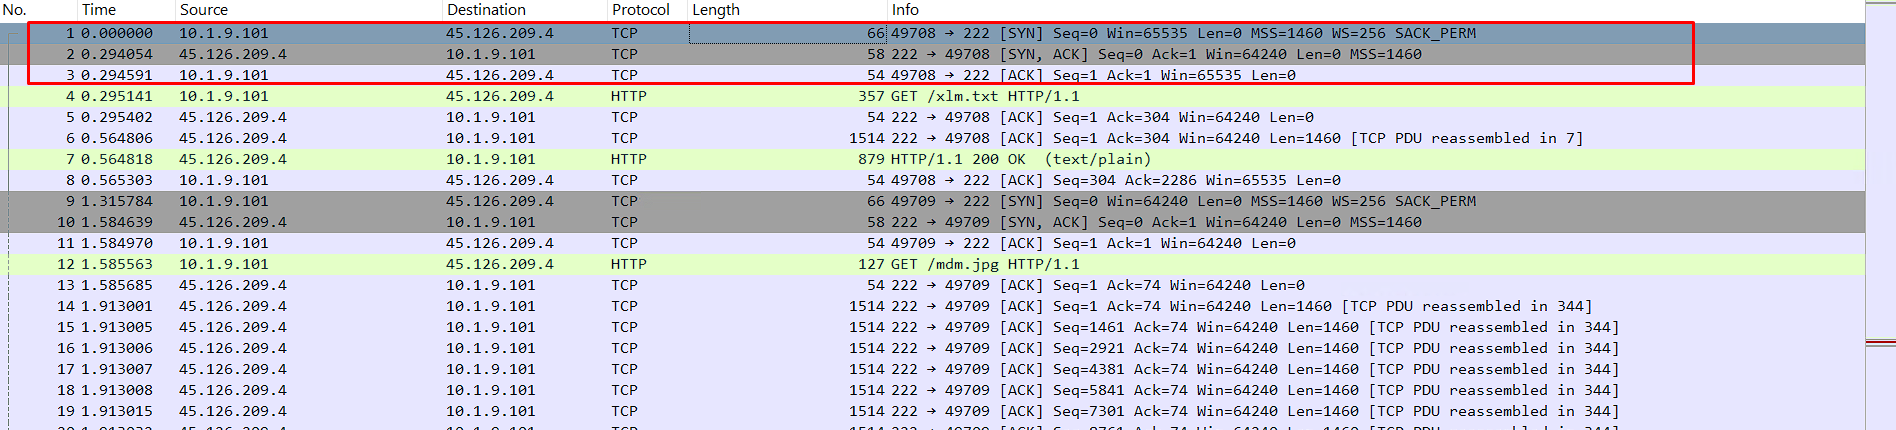 No. Time Source Destination Protocol Length Info
1 0.000000 10.1.9.101 45.126.209.4 TCP 66 49708 → 222 [SYN] Seq=0 Win=65535 Len=0 MSS=1460 WS=256 SACK_PERM
2 0.294054 45.126.209.4 10.1.9.101 TCP 58 222 → 49708 [SYN, ACK] Seq=0 Ack=1 Win=64240 Len=0 MSS=1460
3 0.294591 10.1.9.101 45.126.209.4 TCP 54 49708 → 222 [ACK] Seq=1 Ack=1 Win=65535 Len=0
4 0.295141 10.1.9.101 45.126.209.4 HTTP 357 GET /xlm.txt HTTP/1.1
5 0.295402 45.126.209.4 10.1.9.101 TCP 54 222 → 49708 [ACK] Seq=1 Ack=304 Win=64240 Len=0
6 0.564806 45.126.209.4 10.1.9.101 TCP 1514 222 → 49708 [ACK] Seq=1 Ack=304 Win=64240 Len=1460 [TCP PDU reassembled in 7]
7 0.564818 45.126.209.4 10.1.9.101 HTTP 879 HTTP/1.1 200 OK (text/plain)
8 0.565303 10.1.9.101 45.126.209.4 TCP 54 49708 → 222 [ACK] Seq=304 Ack=2286 Win=65535 Len=0
9 1.315784 10.1.9.101 45.126.209.4 TCP 66 49709 → 222 [SYN] Seq=0 Win=64240 Len=0 MSS=1460 WS=256 SACK_PERM
10 1.584639 45.126.209.4 10.1.9.101 TCP 58 222 → 49709 [SYN, ACK] Seq=0 Ack=1 Win=64240 Len=0 MSS=1460
11 1.584970 10.1.9.101 45.126.209.4 TCP 54 49709 → 222 [ACK] Seq=1 Ack=1 Win=64240 Len=0
12 1.585563 10.1.9.101 45.126.209.4 HTTP 127 GET /mdm.jpg HTTP/1.1
13 1.585685 45.126.209.4 10.1.9.101 TCP 54 222 → 49709 [ACK] Seq=1 Ack=74 Win=64240 Len=0
14 1.913001 45.126.209.4 10.1.9.101 TCP 1514 222 → 49709 [ACK] Seq=1 Ack=74 Win=64240 Len=1460 [TCP PDU reassembled in 344]
15 1.913005 45.126.209.4 10.1.9.101 TCP 1514 222 → 49709 [ACK] Seq=1461 Ack=74 Win=64240 Len=1460 [TCP PDU reassembled in 344]
16 1.913006 45.126.209.4 10.1.9.101 TCP 1514 222 → 49709 [ACK] Seq=2921 Ack=74 Win=64240 Len=1460 [TCP PDU reassembled in 344]
17 1.913007 45.126.209.4 10.1.9.101 TCP 1514 222 → 49709 [ACK] Seq=4381 Ack=74 Win=64240 Len=1460 [TCP PDU reassembled in 344]
18 1.913008 45.126.209.4 10.1.9.101 TCP 1514 222 → 49709 [ACK] Seq=5841 Ack=74 Win=64240 Len=1460 [TCP PDU reassembled in 344]
19 1.913015 45.126.209.4 10.1.9.101 TCP 1514 222 → 49709 [ACK] Seq=7301 Ack=74 Win=64240 Len=1460 [TCP PDU reassembled in 344]